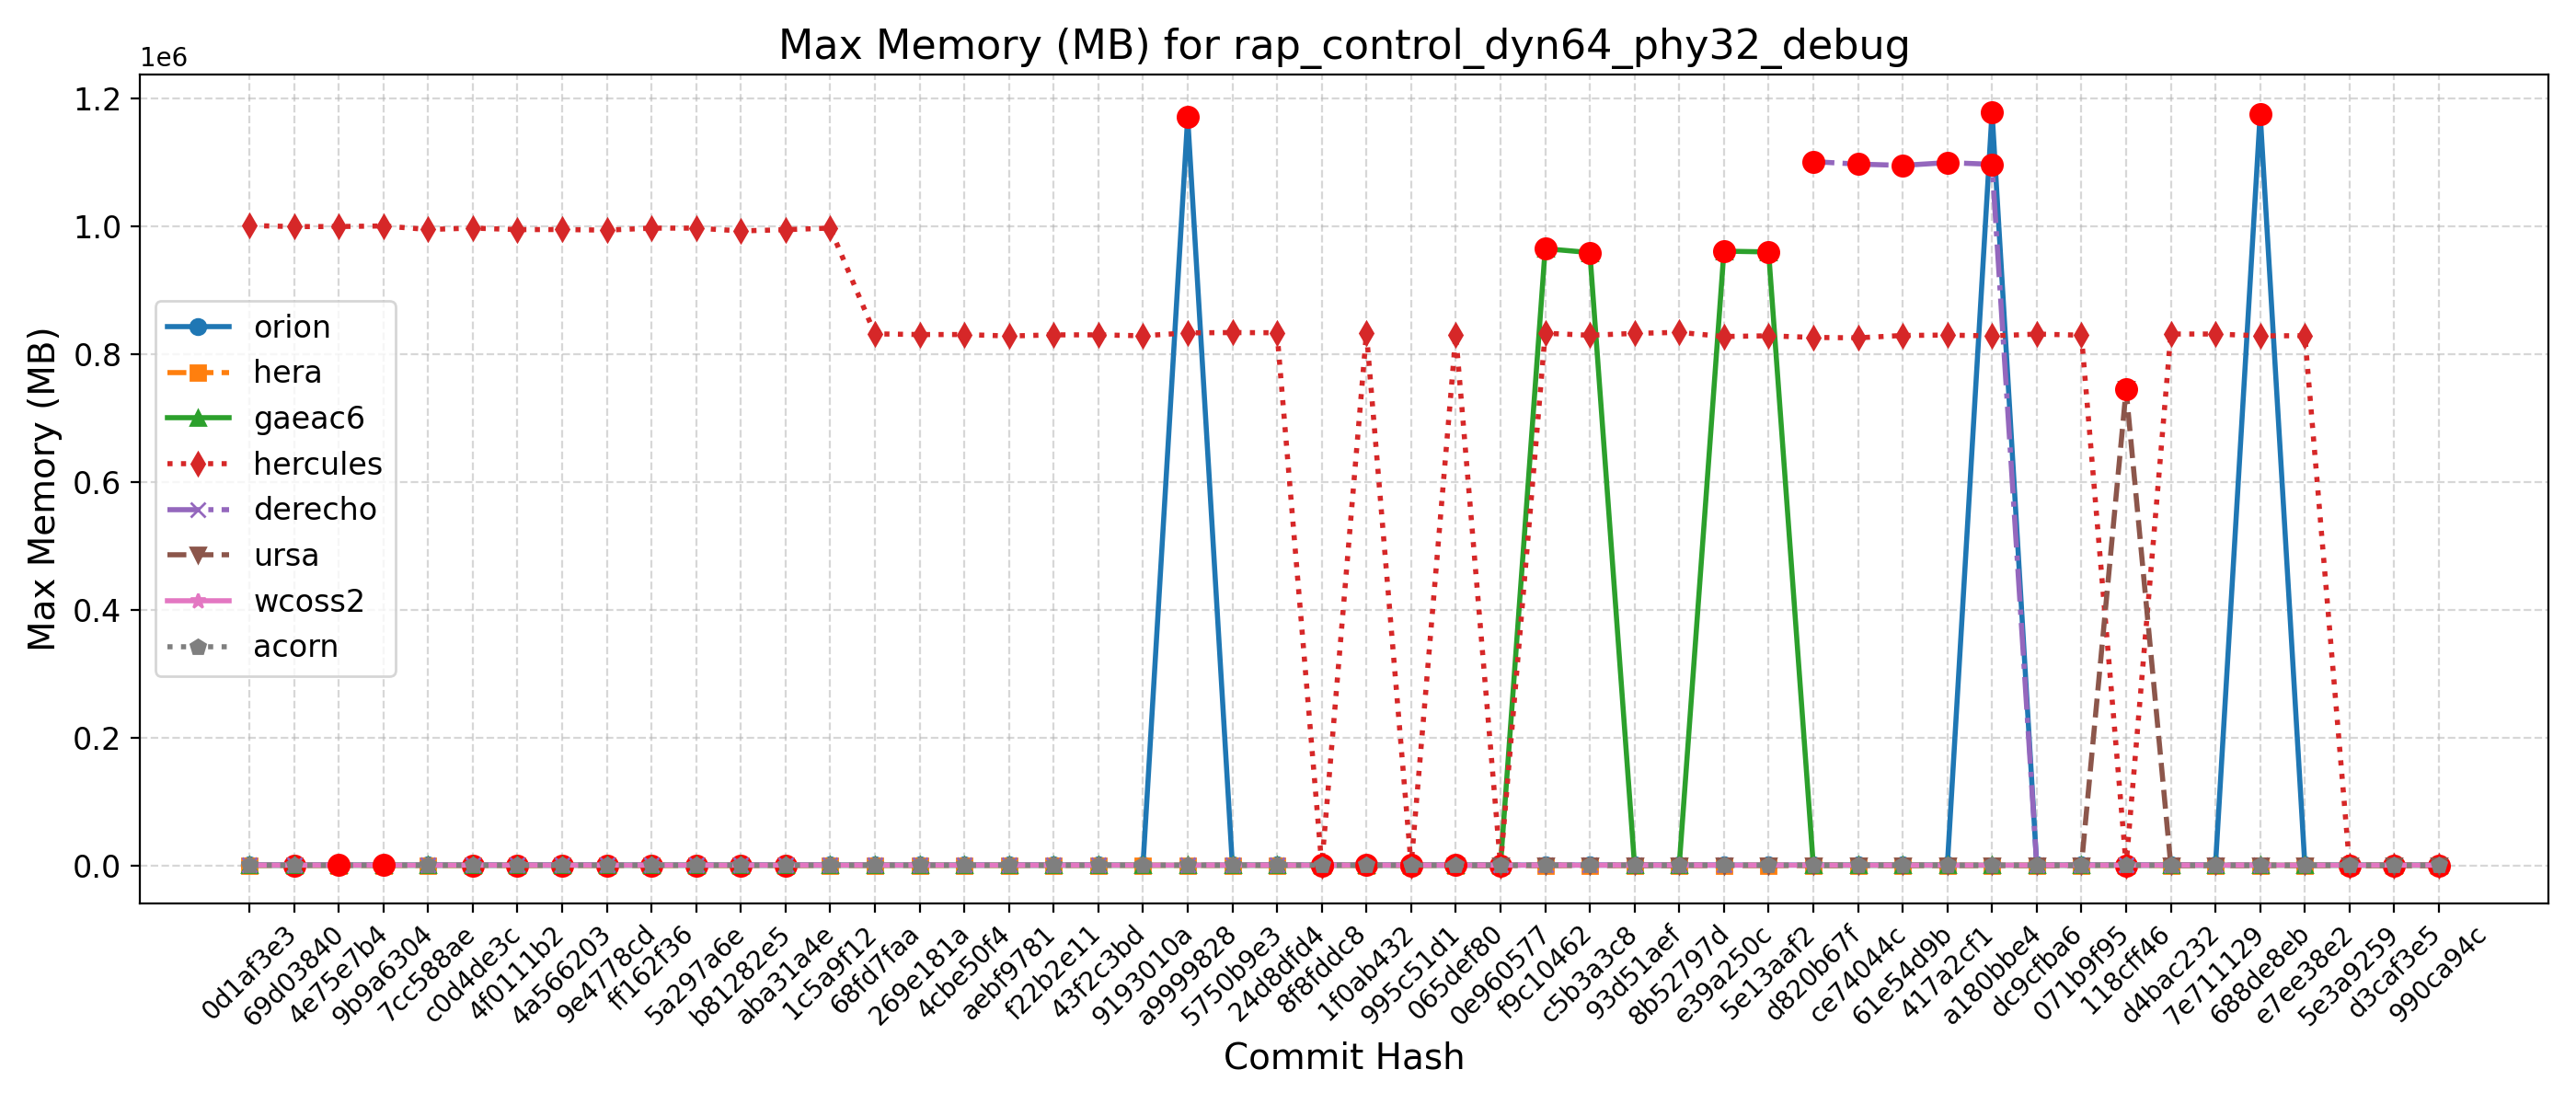 Max Memory (MB) for rap_control_dyn64_phy32_debug
1e6
1.2
1.0
0.8
0.6
0.4
0.2
0.0
Max Memory (MB)
orion
hera
gaeac6
hercules
derecho
ursa
wcoss2
acorn
0d1af3e3
69d03840
4e75e7b4
9b9a6304
7cc588ae
c0d4de3c
4f0111b2
4a566203
9e4778cd
ff162f36
5a297a6e
b81282e5
aba31a4e
1c5a9f12
68fd7faa
269e181a
4cbe50f4
aebf9781
f22b2e11
43f2c3bd
9193010a
a9999828
5750b9e3
24d8dfd4
8f8fddc8
1f0ab432
995c51d1
065def80
0e960577
f9c10462
c5b3a3c8
93d51aef
8b52797d
e39a250c
5e13aaf2
d820b67f
ce74044c
61e54d9b
417a2cf1
a180bbe4
dc9cfba6
071b9f95
118cff46
d4bac232
7e711129
688de8eb
e7ee38e2
5e3a9259
d3caf3e5
990ca94c
Commit Hash